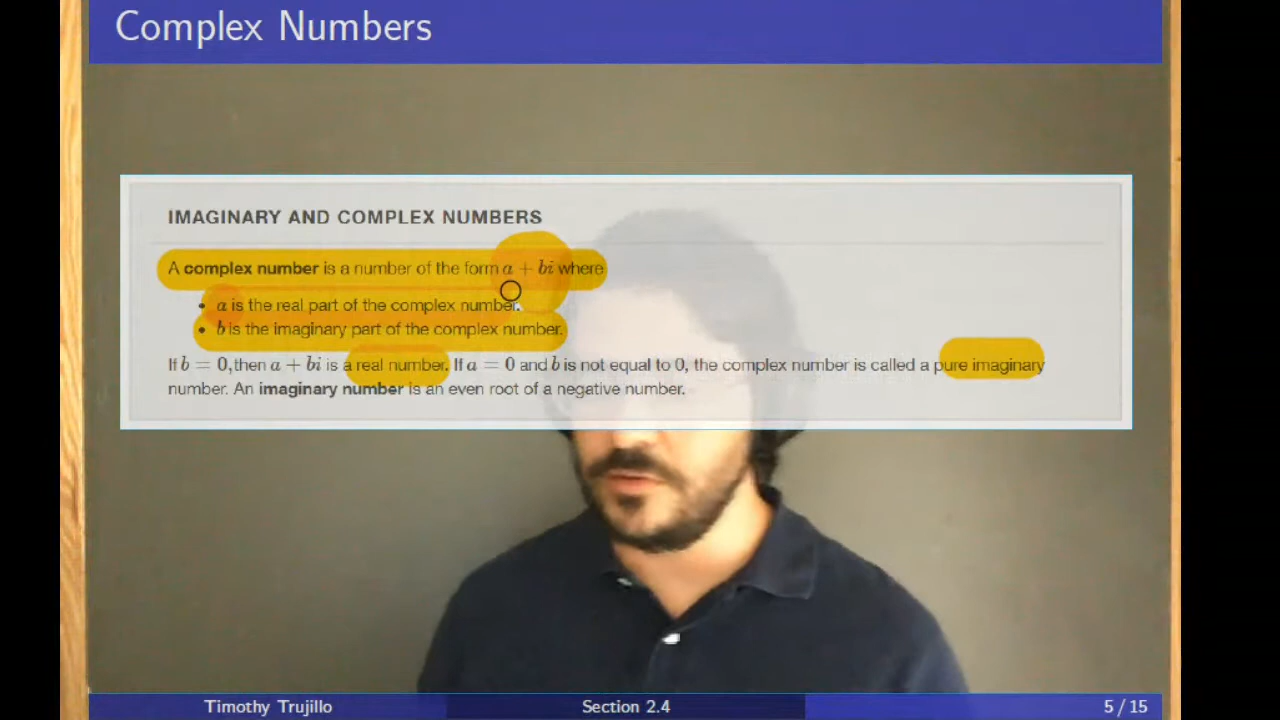 Complex Numbers
IMAGINARY AND COMPLEX NUMBERS
A complex number is a number of the form a + bi where
• a is the real part of the complex number.
• b is the imaginary part of the complex number.
If b = 0, then a + bi is a real number. If a = 0 and b is not equal to 0, the complex number is called a pure imaginary
number. An imaginary number is an even root of a negative number.
Timothy Trujillo Section 2.4 5 / 15